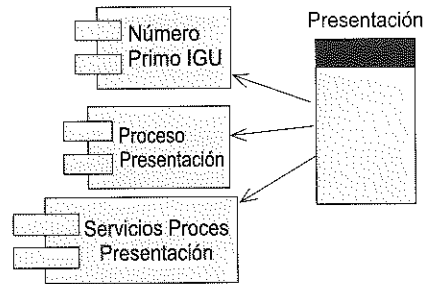 Presentación
Número
Primo IGU
Proceso
Presentación
Servicios Proces
Presentación